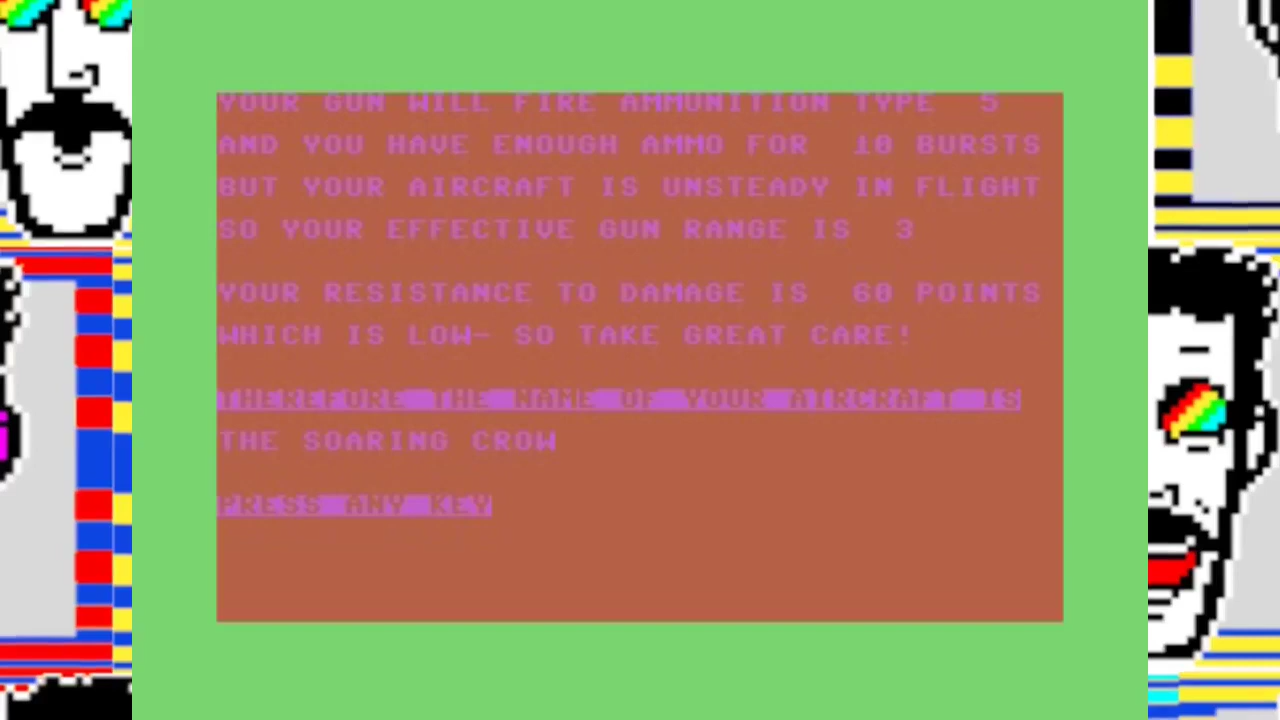 YOUR GUN WILL FIRE AMMUNITION TYPE 5
AND YOU HAVE ENOUGH AMMO FOR 10 BURSTS
BUT YOUR AIRCRAFT IS UNSTEADY IN FLIGHT
SO YOUR EFFECTIVE GUN RANGE IS 3
YOUR RESISTANCE TO DAMAGE IS 60 POINTS
WHICH IS LOW- SO TAKE GREAT CARE!
THEREFORE THE NAME OF YOUR AIRCRAFT IS
THE SOARING CROW
PRESS ANY KEY